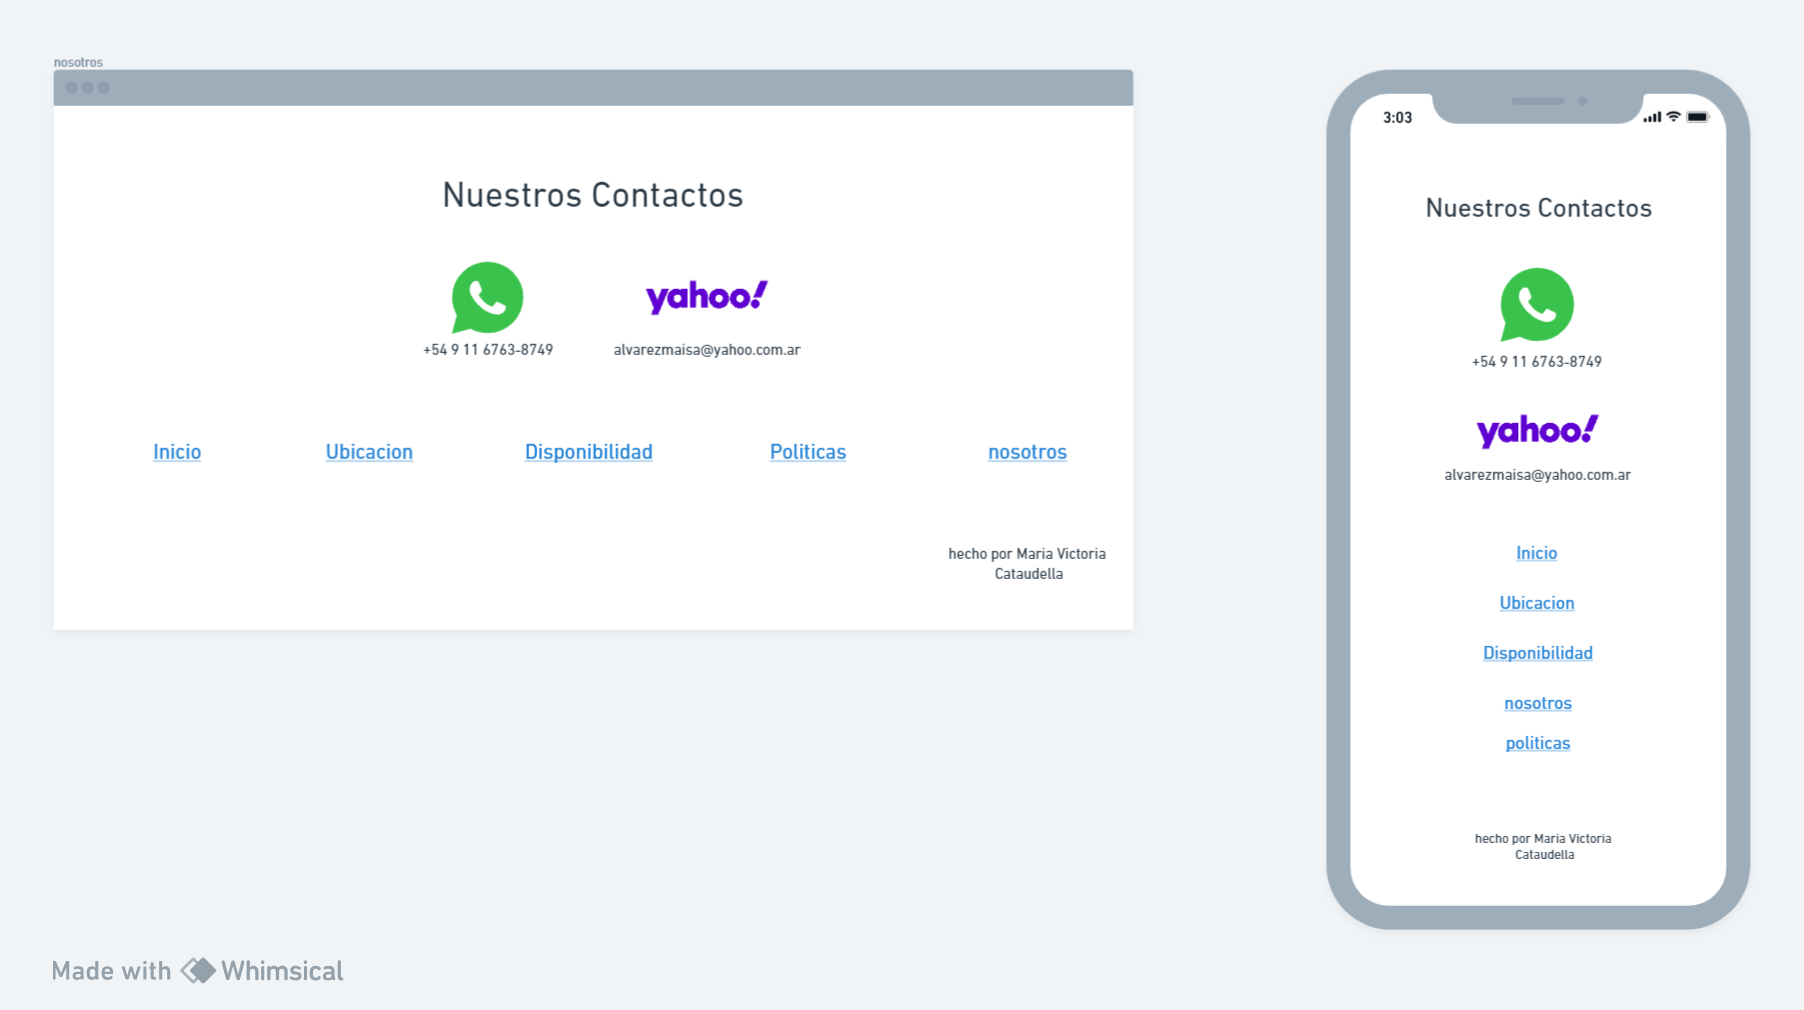 nosotros
Nuestros Contactos
yahoo!
+54 9 11 6763-8749
alvarezmaisa@yahoo.com.ar
Inicio
Ubicacion
Disponibilidad
Politicas
nosotros
hecho por Maria Victoria
Cataudella
3:03
Nuestros Contactos
+54 9 11 6763-8749
yahoo!
alvarezmaisa@yahoo.com.ar
Inicio
Ubicacion
Disponibilidad
nosotros
politicas
hecho por Maria Victoria
Cataudella
Made with Whimsical